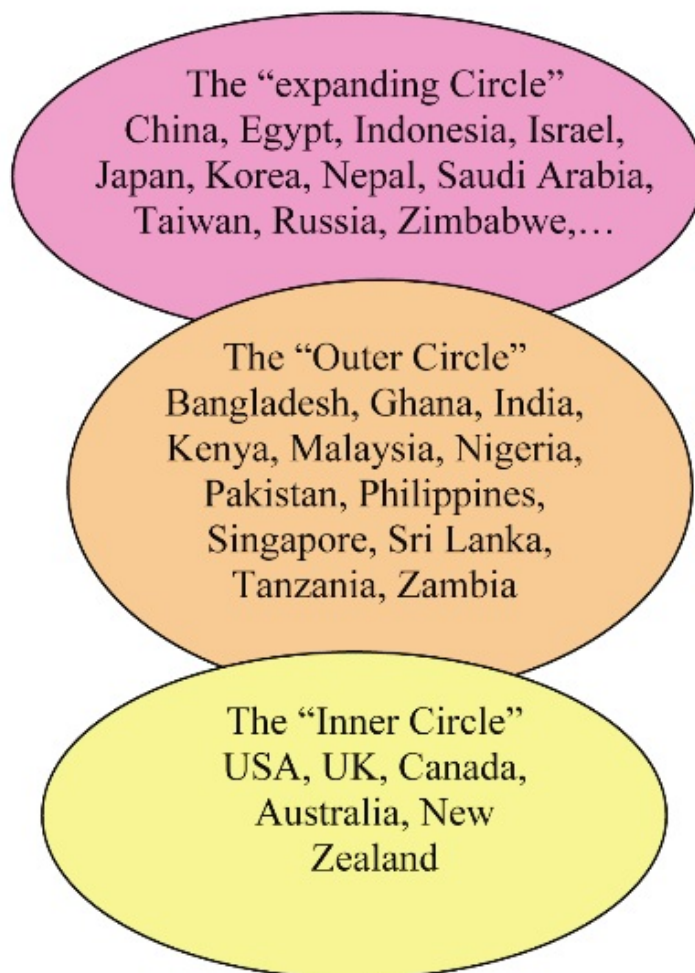 The “expanding Circle”
China, Egypt, Indonesia, Israel,
Japan, Korea, Nepal, Saudi Arabia,
Taiwan, Russia, Zimbabwe,…
The “Outer Circle”
Bangladesh, Ghana, India,
Kenya, Malaysia, Nigeria,
Pakistan, Philippines,
Singapore, Sri Lanka,
Tanzania, Zambia
The “Inner Circle”
USA, UK, Canada,
Australia, New
Zealand